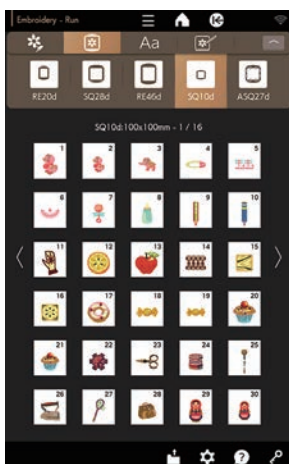 Embroidery - Run
Aa
RE20d SQ28d RE46d SQ10d ASQ27d
SQ10d:100x100mm - 1 / 16
1 2 3 4 5
6 7 8 9 10
11 12 13 14 15
16 17 18 19 20
21 22 23 24 25
26 27 28 29 30
?